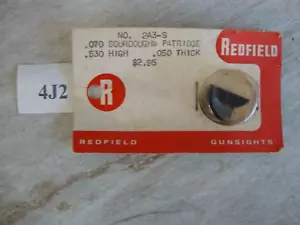 NO. 2A3-S
.070 SOURDOUGH& PATRIDGE
.530 HIGH .050 THICK
$2.95
REDFIELD
4J2
R
REDFIELD GUNSIGHTS